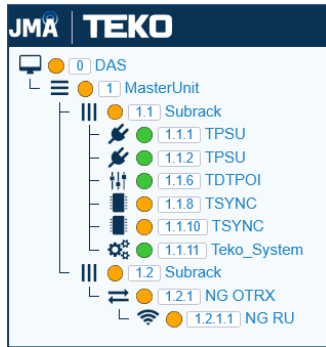 JMA TEKO
0 DAS
1 MasterUnit
1.1 Subrack
1.1.1 TPSU
1.1.2 TPSU
1.1.6 TDTPOI
1.1.8 TSYNC
1.1.10 TSYNC
1.1.11 Teko_System
1.2 Subrack
1.2.1 NG OTRX
1.2.1.1 NG RU